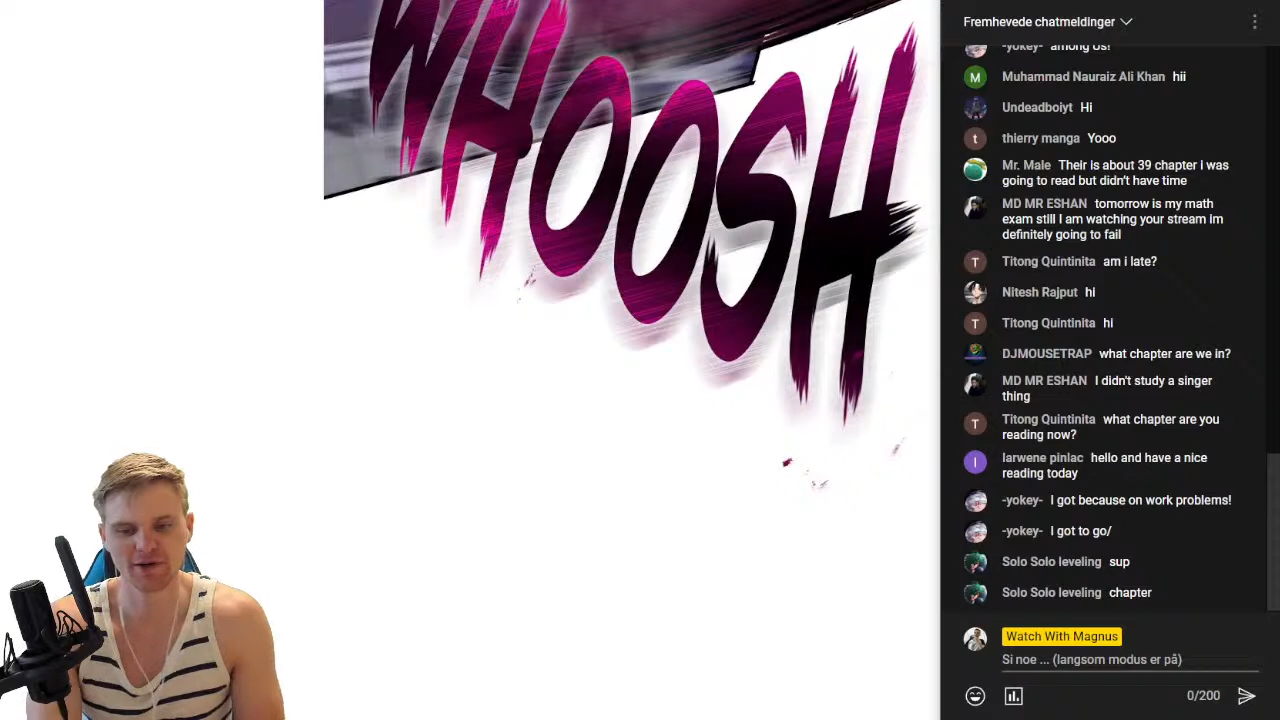 WHOOSH
Fremhevede chatmeldinger
-yokey- among Us!
M
Muhammad Nauraiz Ali Khan hii
Undeadboiyt Hi
t
thierry manga Yooo
Mr. Male Their is about 39 chapter i was
going to read but didn't have time
MD MR ESHAN tomorrow is my math
exam still I am watching your stream im
definitely going to fail
T
Titong Quintinita am i late?
Nitesh Rajput hi
T
Titong Quintinita hi
DJMOUSETRAP what chapter are we in?
MD MR ESHAN I didn't study a singer
thing
T
Titong Quintinita what chapter are you
reading now?
I
larwene pinlac hello and have a nice
reading today
-yokey- I got because on work problems!
-yokey- I got to go/
Solo Solo leveling sup
Solo Solo leveling chapter
Watch With Magnus
Si noe ... (langsom modus er på)
0/200